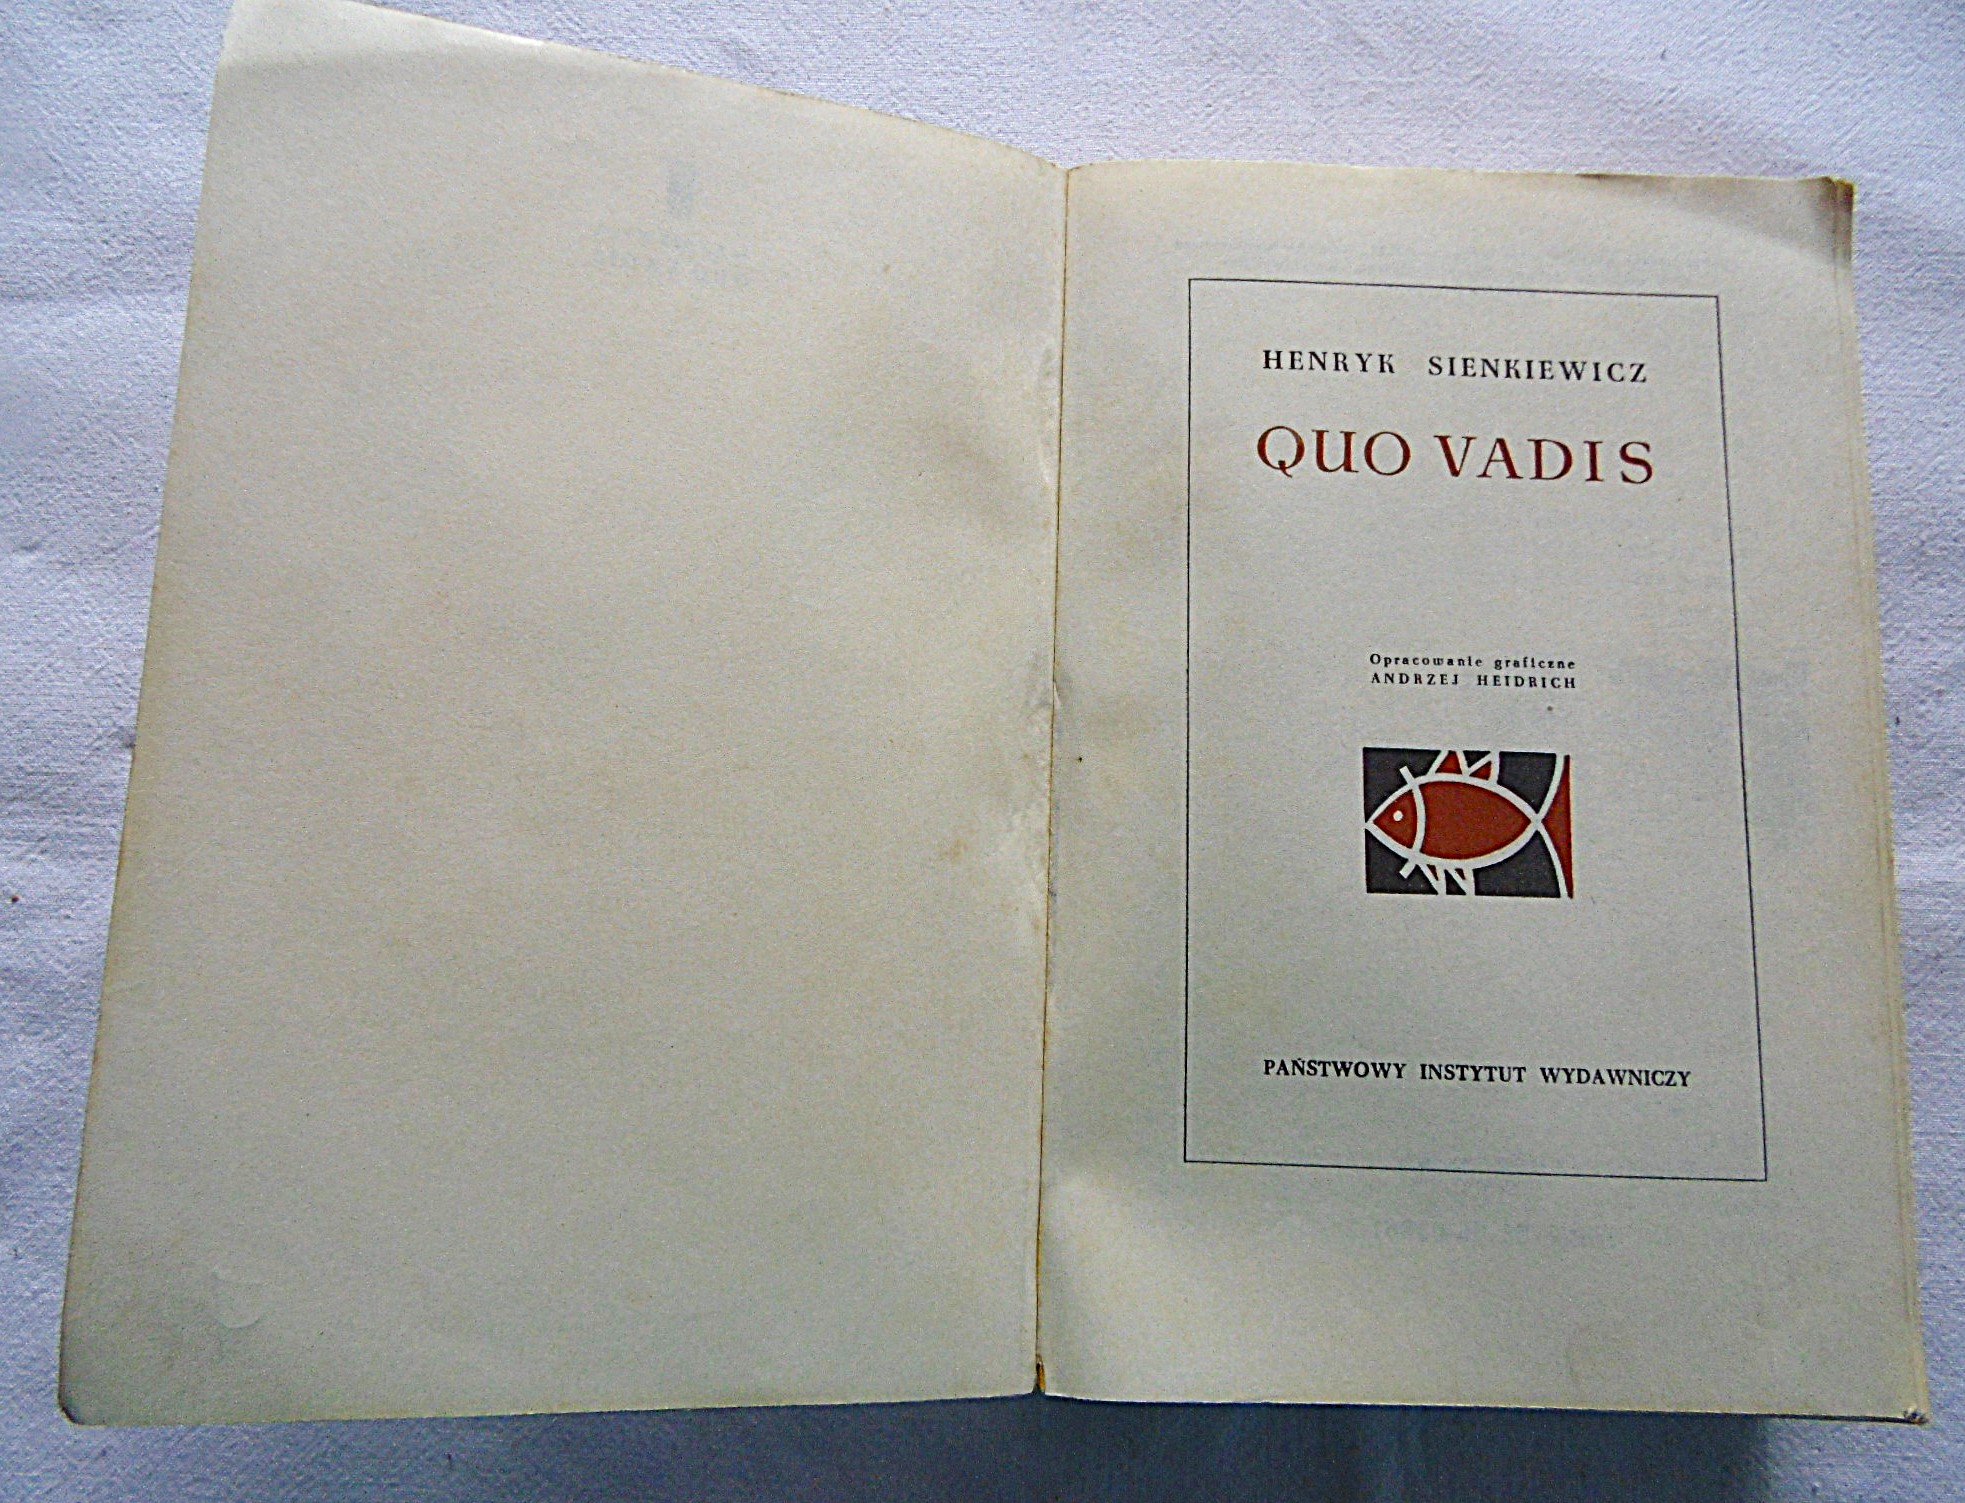 HENRYK SIENKIEWICZ
QUO VADIS
Opracowanie graficzne
ANDRZEJ HEIDRICH
PAŃSTWOWY INSTYTUT WYDAWNICZY